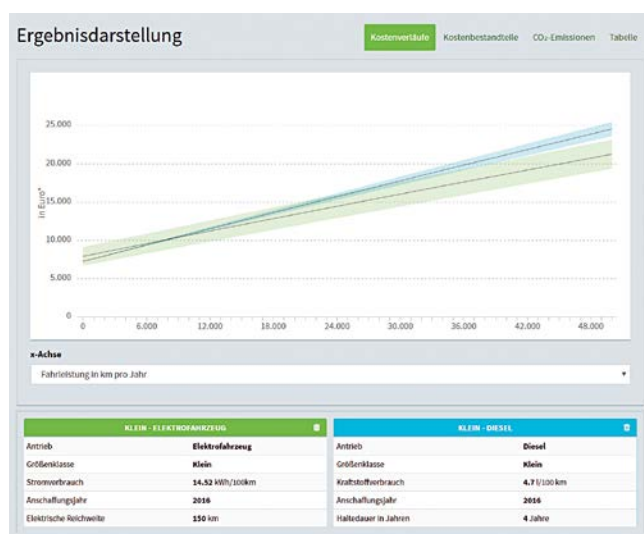 Ergebnisdarstellung
Kostenverläufe Kostenbestandteile CO₂-Emissionen Tabelle
25.000
20.000
15.000
10.000
5.000
0
in Euro*
0 6.000 12.000 18.000 24.000 30.000 36.000 42.000 48.000
x-Achse
Fahrleistung in km pro Jahr
KLEIN - ELEKTROFAHRZEUG KLEIN - DIESEL
Antrieb Elektrofahrzeug Antrieb Diesel
Größenklasse Klein Größenklasse Klein
Stromverbrauch 14.52 kWh/100km Kraftstoffverbrauch 4.7 l/100 km
Anschaffungsjahr 2016 Anschaffungsjahr 2016
Elektrische Reichweite 150 km Haltedauer in Jahren 4 Jahre